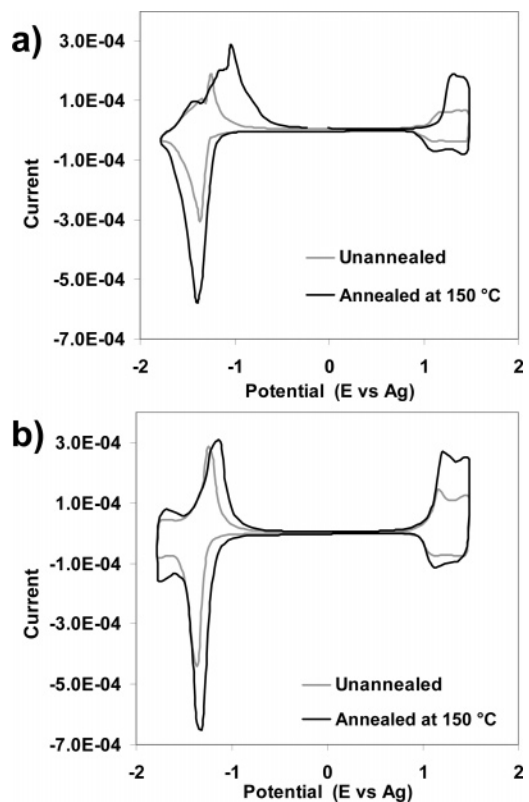 a)
3.0E-04
1.0E-04
-1.0E-04
-3.0E-04
-5.0E-04
-7.0E-04
Current
Unannealed
Annealed at 150 °C
-2
-1
0
1
2
Potential (E vs Ag)
b)
3.0E-04
1.0E-04
-1.0E-04
-3.0E-04
-5.0E-04
-7.0E-04
Current
Unannealed
Annealed at 150 °C
-2
-1
0
1
2
Potential (E vs Ag)